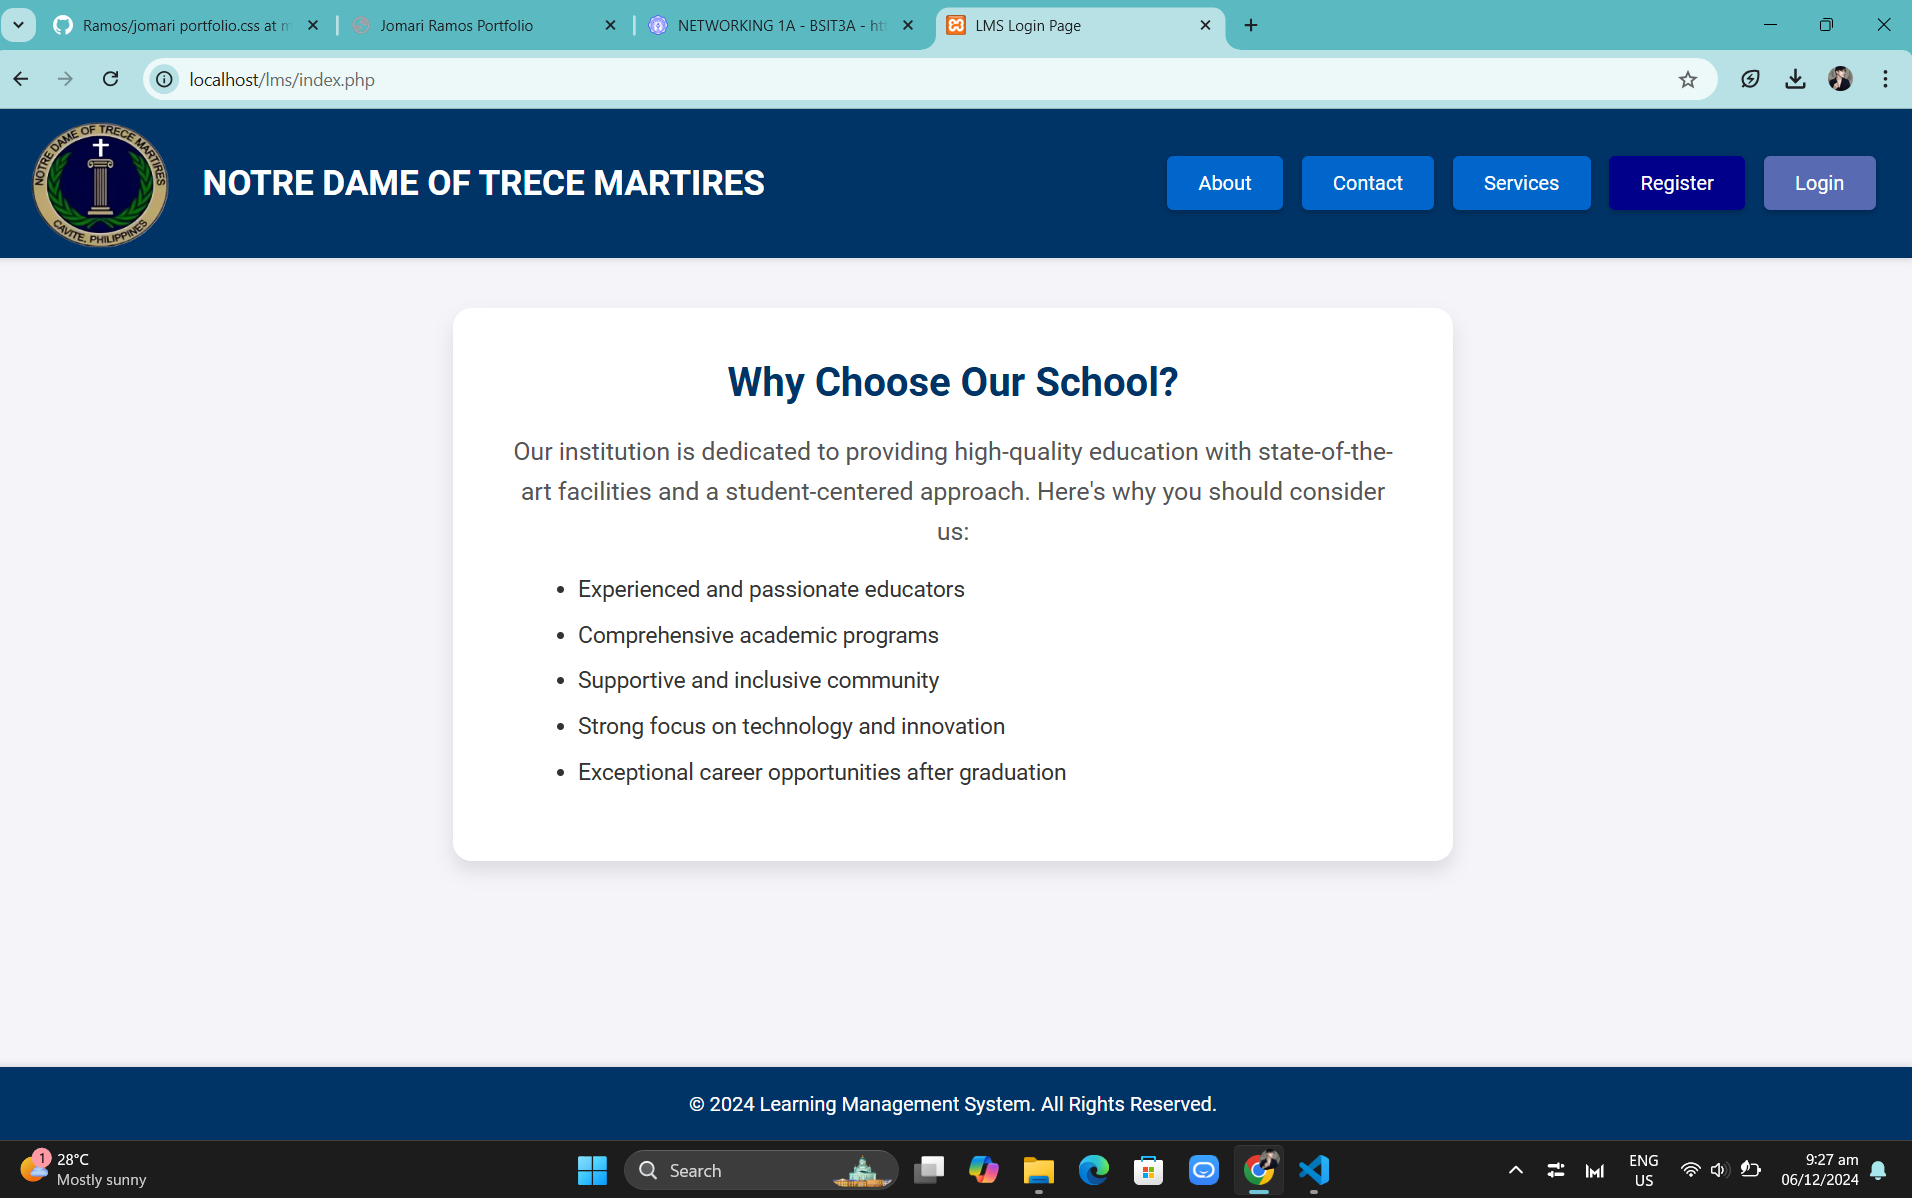 Ramos/jomari portfolio.css at m
Jomari Ramos Portfolio
NETWORKING 1A - BSIT3A - htt
LMS Login Page
localhost/lms/index.php
NOTRE DAME OF TRECE MARTIRES
CAVITE, PHILIPPINES
NOTRE DAME OF TRECE MARTIRES
About
Contact
Services
Register
Login
Why Choose Our School?
Our institution is dedicated to providing high-quality education with state-of-the-
art facilities and a student-centered approach. Here's why you should consider
us:
• Experienced and passionate educators
• Comprehensive academic programs
• Supportive and inclusive community
• Strong focus on technology and innovation
• Exceptional career opportunities after graduation
© 2024 Learning Management System. All Rights Reserved.
1
28°C
Mostly sunny
Search
ENG
US
9:27 am
06/12/2024